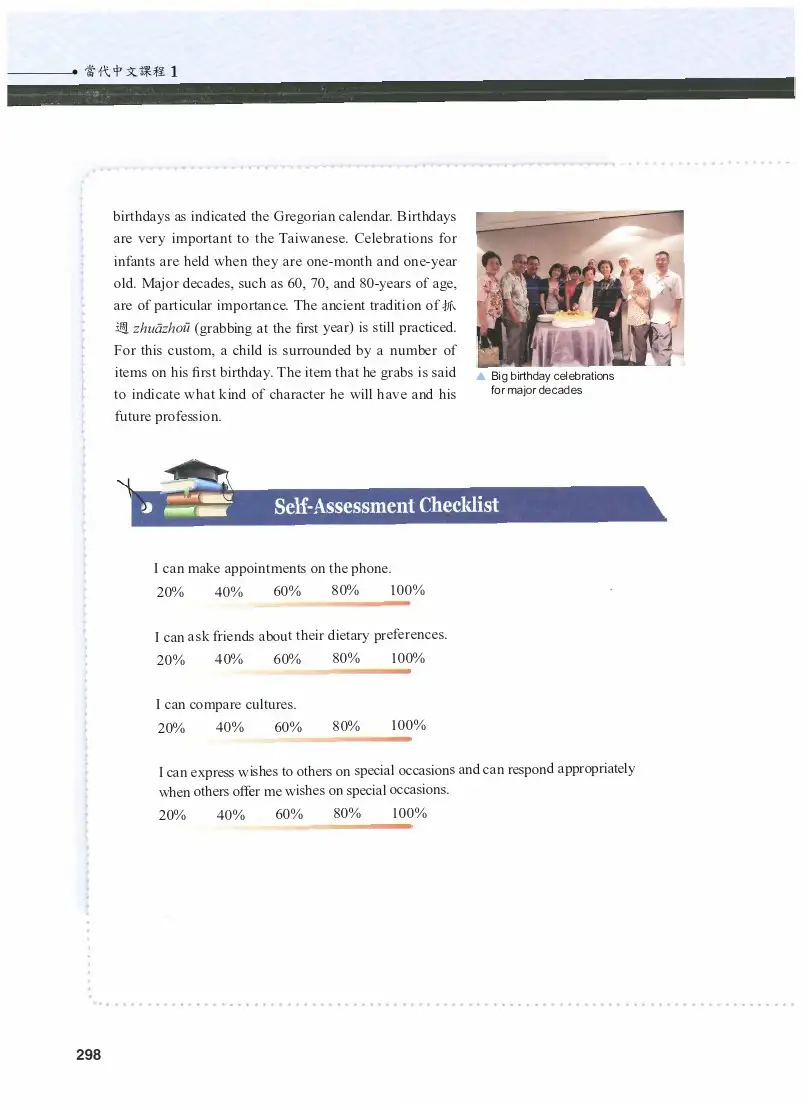 當代中文課程 1
birthdays as indicated the Gregorian calendar. Birthdays
are very important to the Taiwanese. Celebrations for
infants are held when they are one-month and one-year
old. Major decades, such as 60, 70, and 80-years of age,
are of particular importance. The ancient tradition of 抓
週 zhuāzhoū (grabbing at the first year) is still practiced.
For this custom, a child is surrounded by a number of
items on his first birthday. The item that he grabs is said
to indicate what kind of character he will have and his
future profession.
▲ Big birthday celebrations
for major decades
Self-Assessment Checklist
I can make appointments on the phone.
20% 40% 60% 80% 100%
I can ask friends about their dietary preferences.
20% 40% 60% 80% 100%
I can compare cultures.
20% 40% 60% 80% 100%
I can express wishes to others on special occasions and can respond appropriately
when others offer me wishes on special occasions.
20% 40% 60% 80% 100%
298